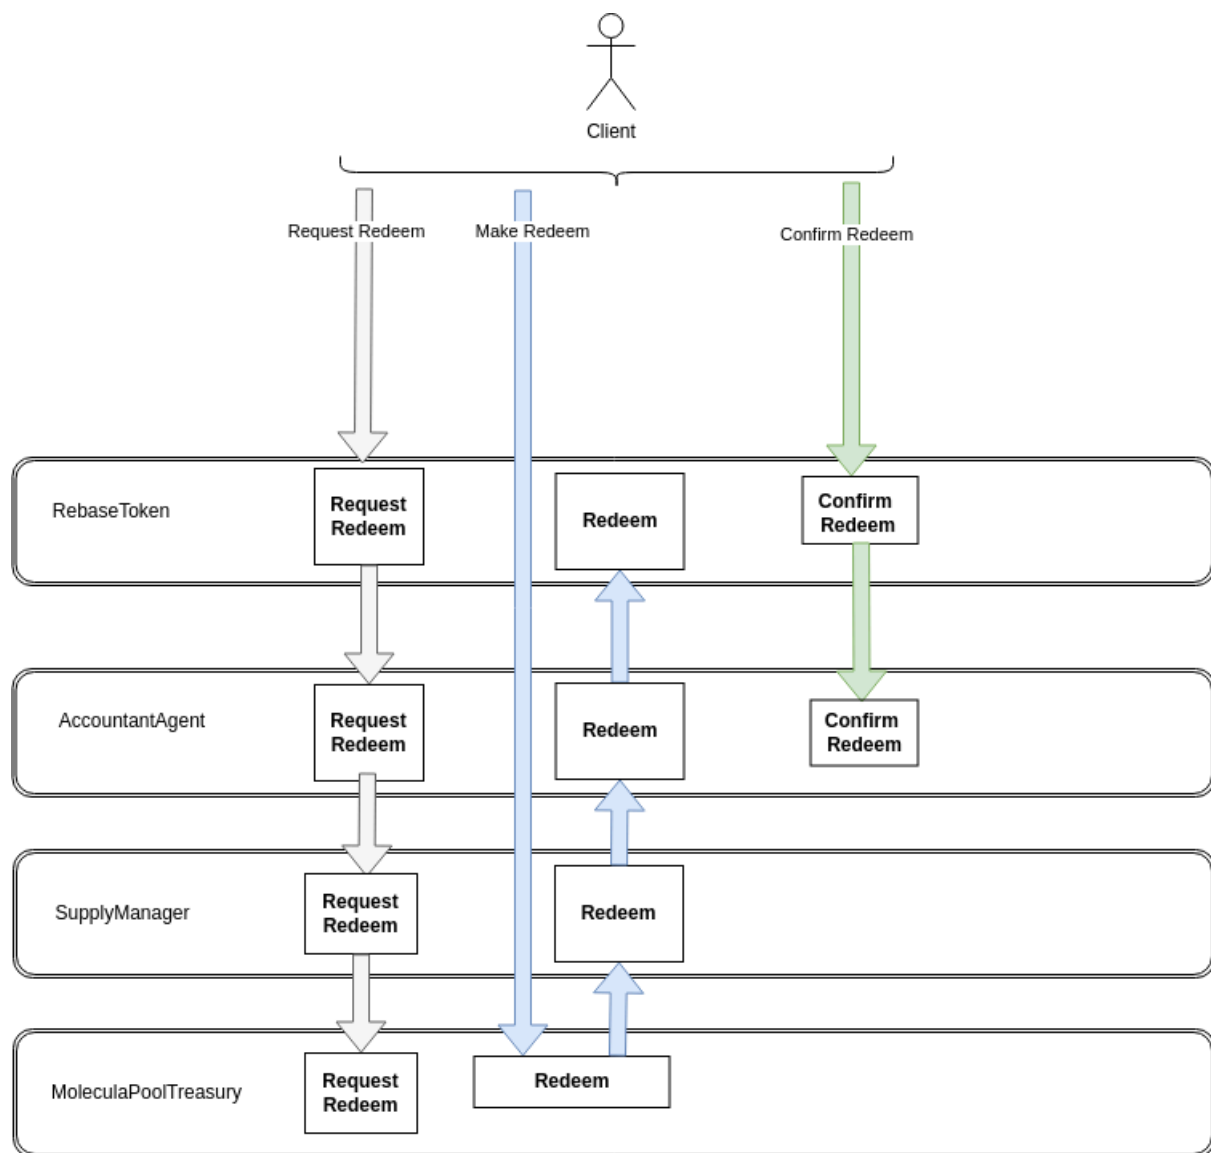 Client
Request Redeem
Make Redeem
Confirm Redeem
RebaseToken
Request
Redeem
Redeem
Confirm
Redeem
AccountantAgent
Request
Redeem
Redeem
Confirm
Redeem
SupplyManager
Request
Redeem
Redeem
MoleculaPoolTreasury
Request
Redeem
Redeem